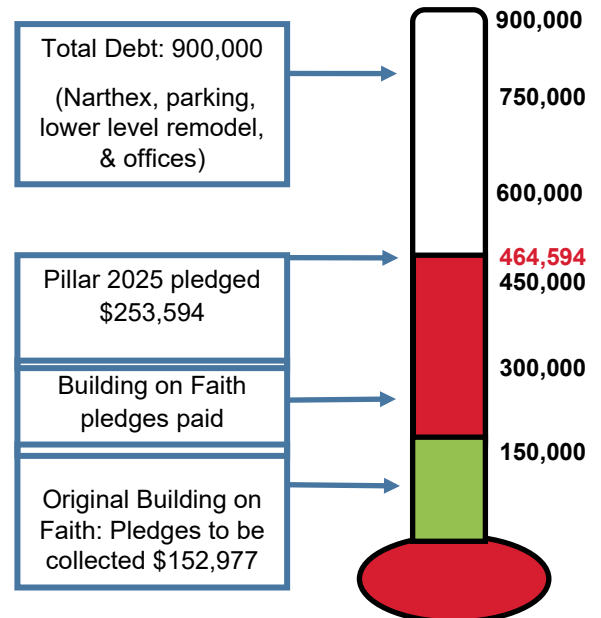 Total Debt: 900,000
(Narthex, parking,
lower level remodel,
& offices)
Pillar 2025 pledged
$253,594
Building on Faith
pledges paid
Original Building on
Faith: Pledges to be
collected $152,977
900,000
750,000
600,000
464,594
450,000
300,000
150,000